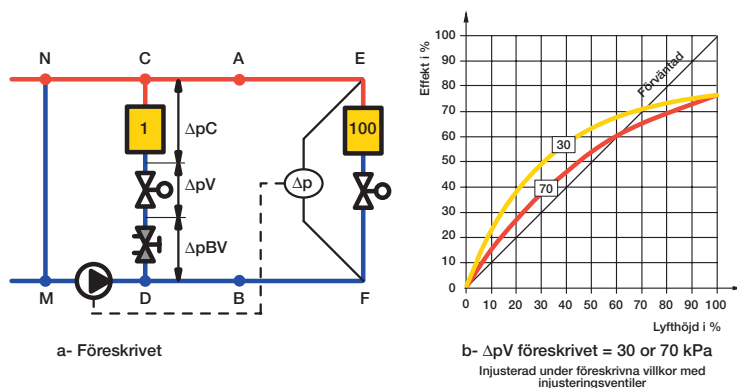 N
C
A
E
1
100
ΔpC
ΔpV
ΔpBV
Δp
M
D
B
F
a- Föreskrivet
Effekt i %
100
90
80
70
60
50
40
30
20
10
0
0 10 20 30 40 50 60 70 80 90 100
Förväntad
30
70
Lyfthöjd i %
b- ΔpV föreskrivet = 30 or 70 kPa
Injusterad under föreskrivna villkor med
injusteringsventiler